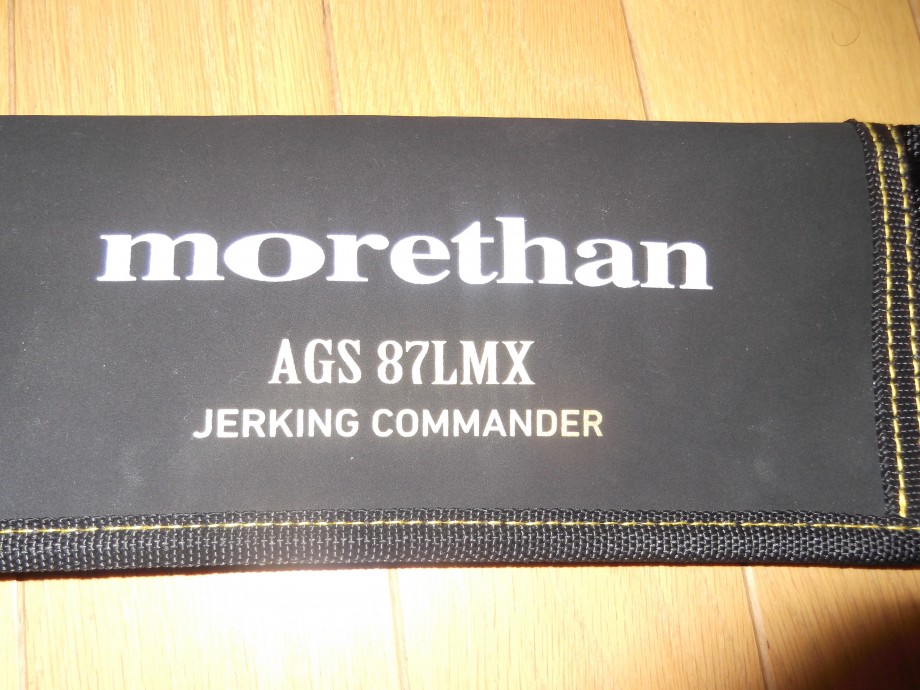 morethan
AGS 87LMX
JERKING COMMANDER